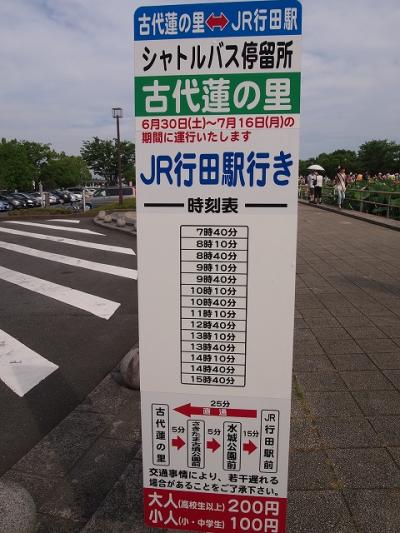 古代蓮の里⇔JR行田駅
シャトルバス停留所
古代蓮の里
6月30日(土)〜7月16日(月)の
期間に運行いたします
JR行田駅行き
時刻表
7時40分
8時10分
8時40分
9時10分
9時40分
10時10分
10時40分
11時10分
12時40分
13時10分
13時40分
14時10分
14時40分
15時40分
25分
直通
古代蓮の里
5分
さきたま古墳公園前
5分
水城公園前
15分
JR行田駅前
交通事情により、若干遅れる
場合があることをご了承下さい。
大人(高校生以上)200円
小人(小・中学生)100円